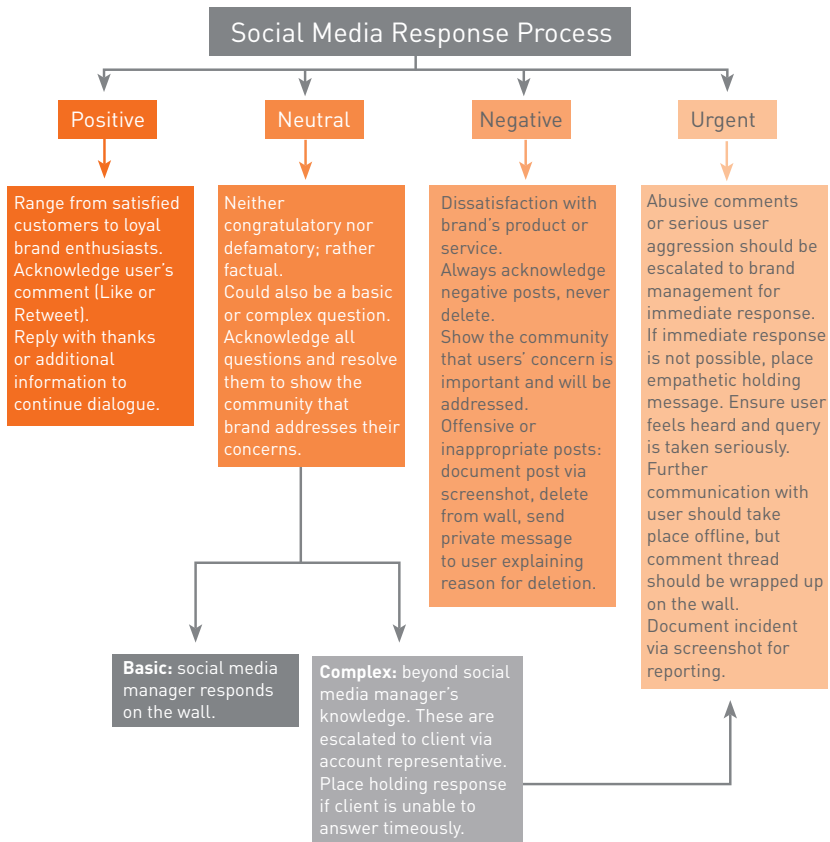 Social Media Response Process
Positive
Neutral
Negative
Urgent
Range from satisfied
customers to loyal
brand enthusiasts.
Acknowledge user's
comment (Like or
Retweet).
Reply with thanks
or additional
information to
continue dialogue.
Neither
congratulatory nor
defamatory; rather
factual.
Could also be a basic
or complex question.
Acknowledge all
questions and resolve
them to show the
community that
brand addresses their
concerns.
Dissatisfaction with
brand's product or
service.
Always acknowledge
negative posts, never
delete.
Show the community
that users' concern is
important and will be
addressed.
Offensive or
inappropriate posts:
document post via
screenshot, delete
from wall, send
private message
to user explaining
reason for deletion.
Abusive comments
or serious user
aggression should be
escalated to brand
management for
immediate response.
If immediate response
is not possible, place
empathetic holding
message. Ensure user
feels heard and query
is taken seriously.
Further
communication with
user should take
place offline, but
comment thread
should be wrapped up
on the wall.
Document incident
via screenshot for
reporting.
Basic: social media
manager responds
on the wall.
Complex: beyond social
media manager's
knowledge. These are
escalated to client via
account representative.
Place holding response
if client is unable to
answer timeously.